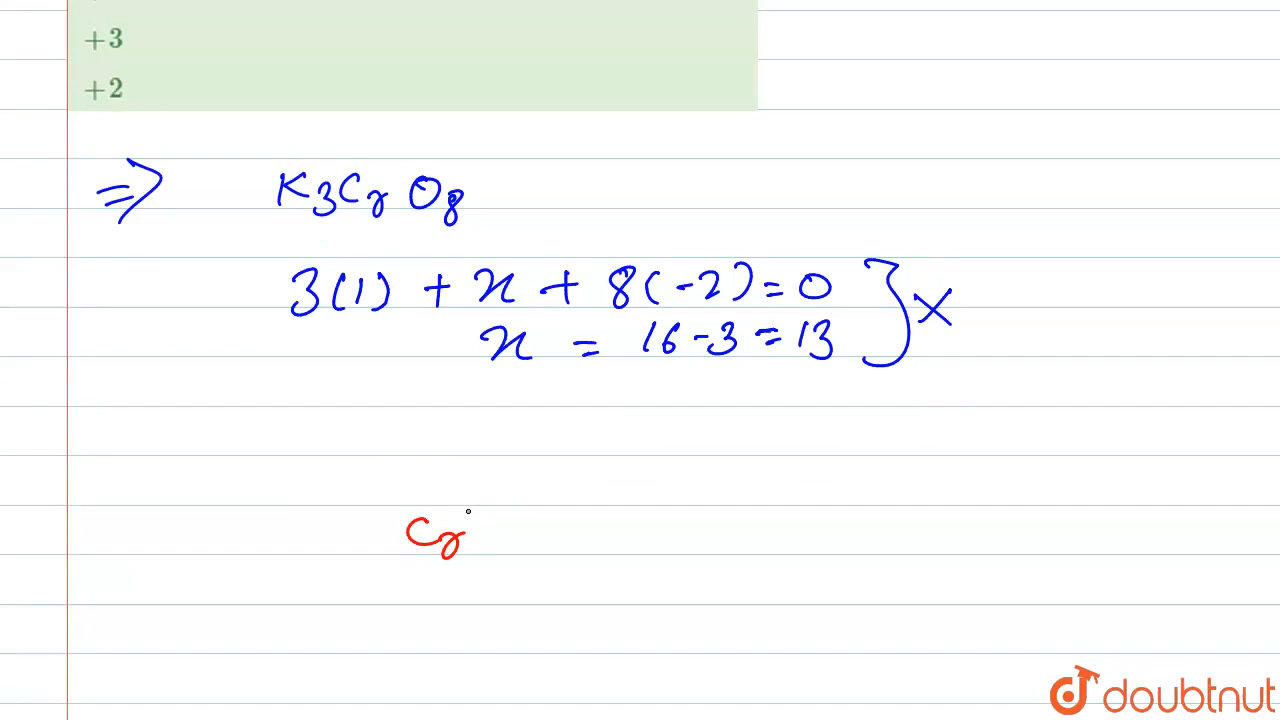 +3
+2
⇒ K3CrO8
3(1) + x + 8(-2) = 0
x = 16 - 3 = 13 ] ×
Cr
doubtnut